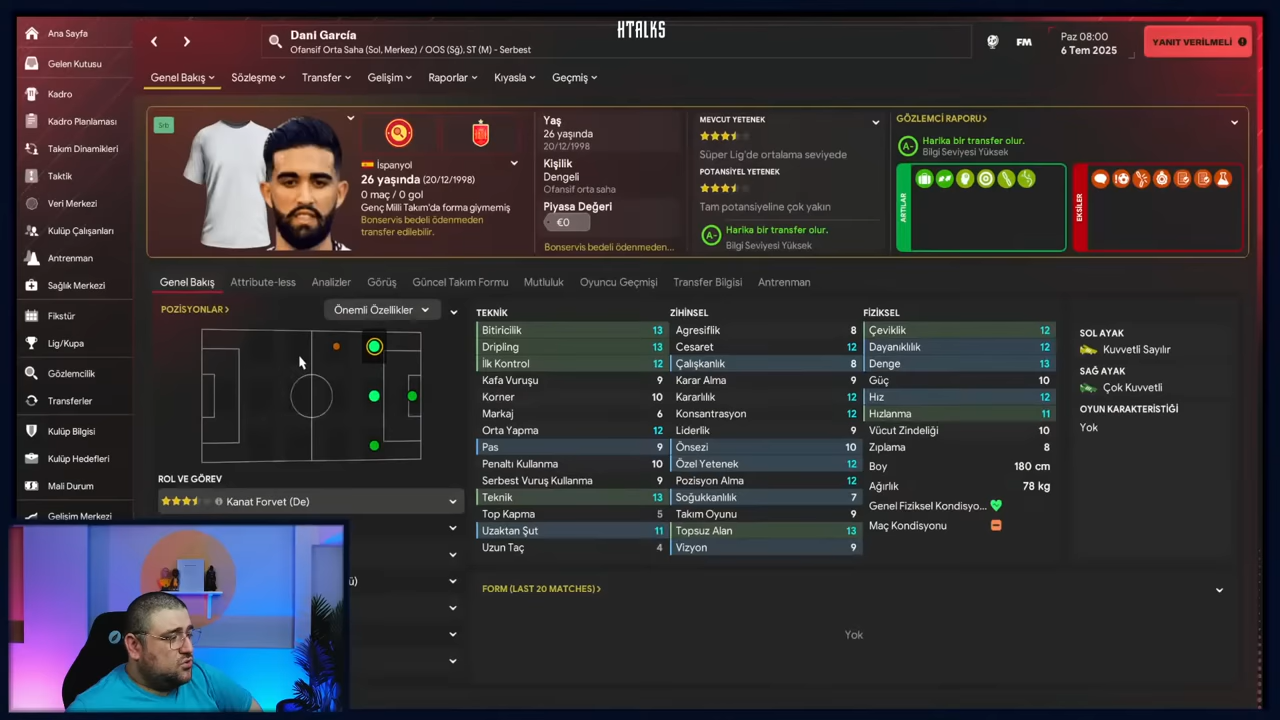 HTALKS
Ana Sayfa
Gelen Kutusu
Kadro
Kadro Planlaması
Takım Dinamikleri
Taktik
Veri Merkezi
Kulüp Çalışanları
Antrenman
Sağlık Merkezi
Fikstür
Lig/Kupa
Gözlemcilik
Transferler
Kulüp Bilgisi
Kulüp Hedefleri
Mali Durum
Gelişim Merkezi
Dani García
Ofansif Orta Saha (Sol, Merkez) / OOS (Sğ), ST (M) - Serbest
FM
Paz 08:00
6 Tem 2025
YANIT VERİLMELİ
Genel Bakış
Sözleşme
Transfer
Gelişim
Raporlar
Kıyasla
Geçmiş
Srb
İspanyol
26 yaşında (20/12/1998)
0 maç / 0 gol
Genç Milli Takım'da forma giymemiş
Bonservis bedeli ödenmeden
transfer edilebilir.
Yaş
26 yaşında
20/12/1998
Kişilik
Dengeli
Ofansif orta saha
Piyasa Değeri
€0
Bonservis bedeli ödenmeden...
MEVCUT YETENEK
Süper Lig'de ortalama seviyede
POTANSİYEL YETENEK
Tam potansiyeline çok yakın
A- Harika bir transfer olur.
Bilgi Seviyesi Yüksek
GÖZLEMCİ RAPORU >
A- Harika bir transfer olur.
Bilgi Seviyesi Yüksek
ARTILAR
EKSİLER
Genel Bakış
Attribute-less
Analizler
Görüş
Güncel Takım Formu
Mutluluk
Oyuncu Geçmişi
Transfer Bilgisi
Antrenman
POZİSYONLAR >
Önemli Özellikler
ROL VE GÖREV
Kanat Forvet (De)
ü)
TEKNİK
Bitiricilik 13
Dripling 13
İlk Kontrol 12
Kafa Vuruşu 9
Korner 10
Markaj 6
Orta Yapma 12
Pas 9
Penaltı Kullanma 10
Serbest Vuruş Kullanma 9
Teknik 13
Top Kapma 5
Uzaktan Şut 11
Uzun Taç 4
ZİHİNSEL
Agresiflik 8
Cesaret 12
Çalışkanlık 8
Karar Alma 9
Kararlılık 12
Konsantrasyon 12
Liderlik 9
Önsezi 10
Özel Yetenek 12
Pozisyon Alma 12
Soğukkanlılık 7
Takım Oyunu 9
Topsuz Alan 13
Vizyon 9
FİZİKSEL
Çeviklik 12
Dayanıklılık 12
Denge 13
Güç 10
Hız 12
Hızlanma 11
Vücut Zindeliği 10
Zıplama 8
Boy 180 cm
Ağırlık 78 kg
Genel Fiziksel Kondisyo...
Maç Kondisyonu
SOL AYAK
Kuvvetli Sayılır
SAĞ AYAK
Çok Kuvvetli
OYUN KARAKTERİSTİĞİ
Yok
FORM (LAST 20 MATCHES) >
Yok